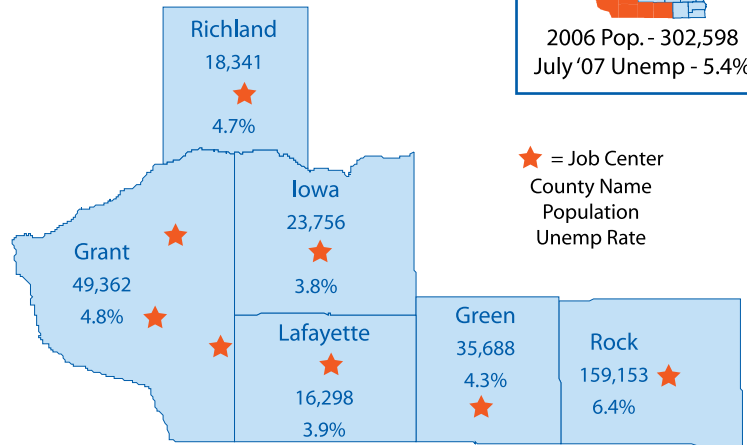 Richland
18,341
4.7%
2006 Pop. - 302,598
July '07 Unemp - 5.4%
= Job Center
County Name
Population
Unemp Rate
Iowa
23,756
3.8%
Grant
49,362
4.8%
Lafayette
16,298
3.9%
Green
35,688
4.3%
Rock
159,153
6.4%